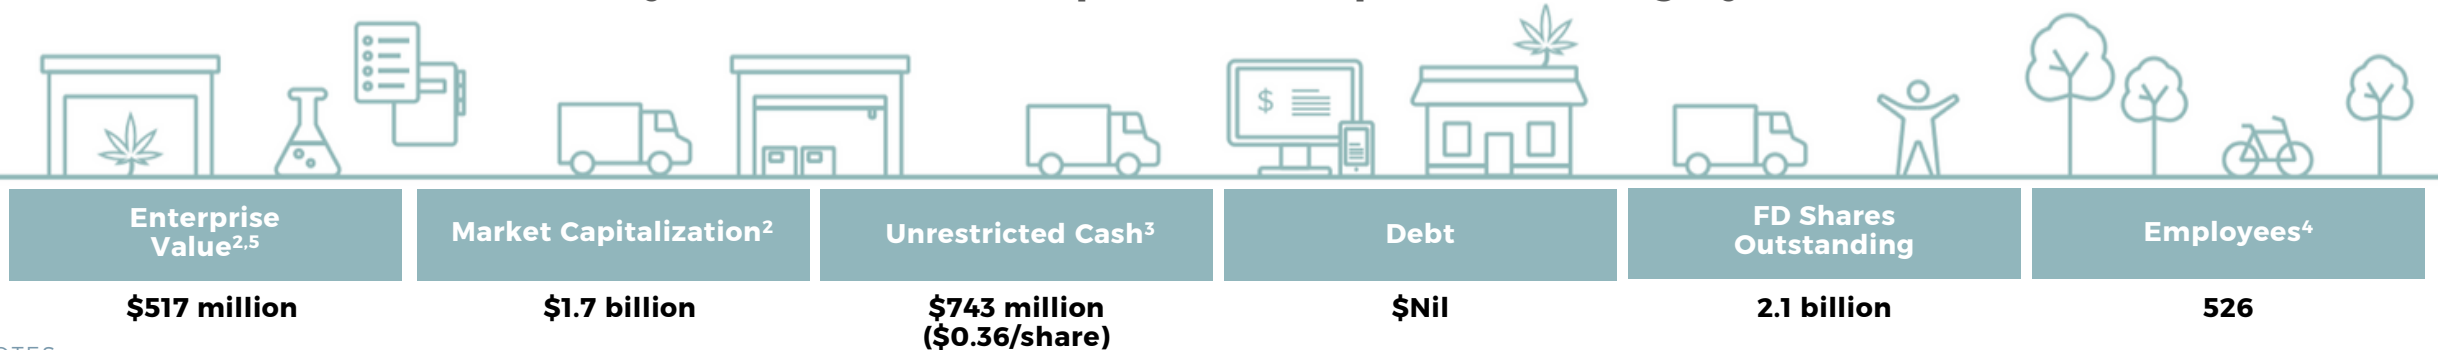 $
Enterprise
Value2,5
Market Capitalization2
Unrestricted Cash3
Debt
FD Shares
Outstanding
Employees4
$517 million
$1.7 billion
$743 million
($0.36/share)
$Nil
2.1 billion
526